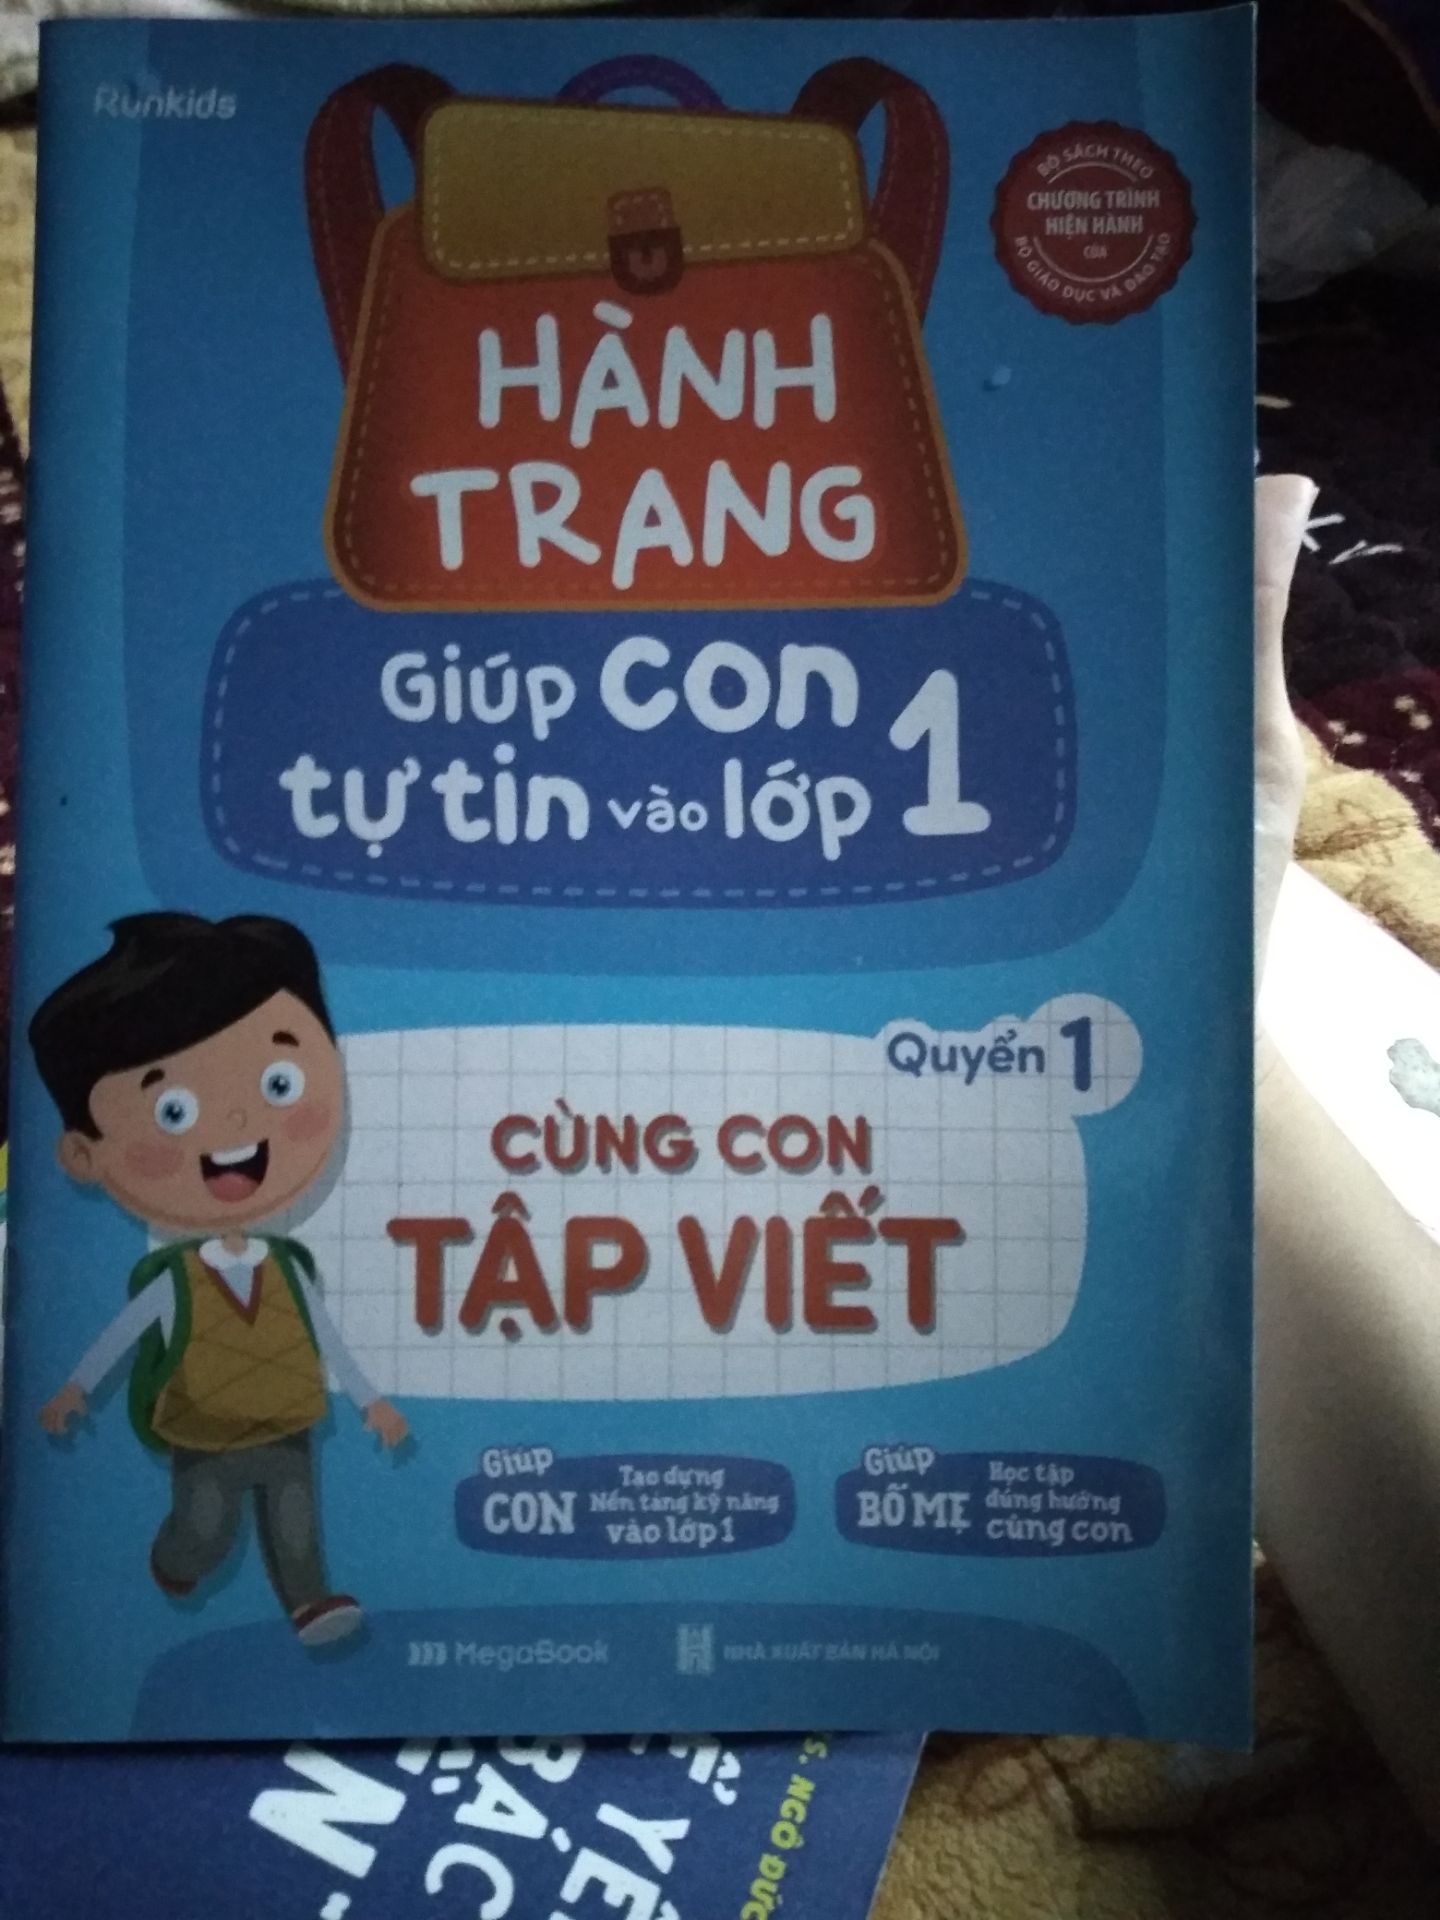 Runkids
BỘ SÁCH THEO
CHƯƠNG TRÌNH
HIỆN HÀNH
CỦA
BỘ GIÁO DỤC VÀ ĐÀO TẠO
HÀNH
TRANG
Giúp con
tự tin vào lớp 1
Quyển 1
CÙNG CON
TẬP VIẾT
Giúp
CON
Tạo dựng
Nền tảng kỹ năng
vào lớp 1
Giúp
BỐ MẸ
Học tập
đúng hướng
cùng con
MegaBook
NHÀ XUẤT BẢN HÀ NỘI
S. NGÔ ĐỨC